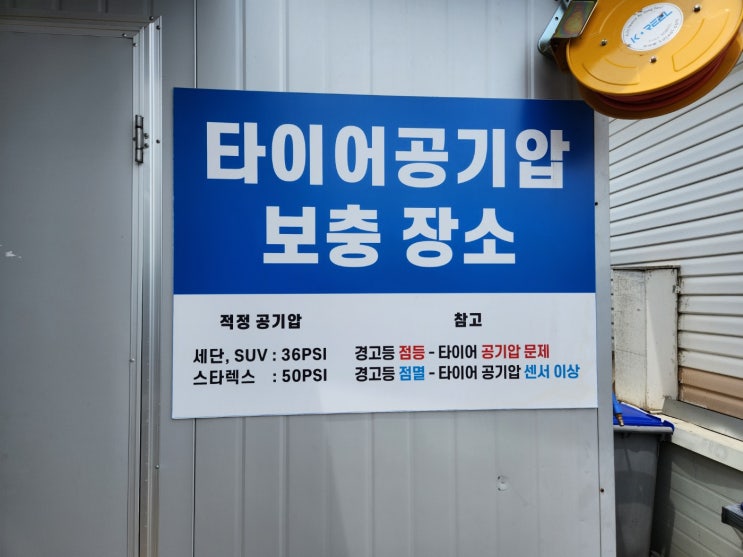 K·REEL
타이어공기압
보충 장소
적정 공기압
참고
세단, SUV : 36PSI
경고등 점등 - 타이어 공기압 문제
스타렉스 : 50PSI
경고등 점멸 - 타이어 공기압 센서 이상